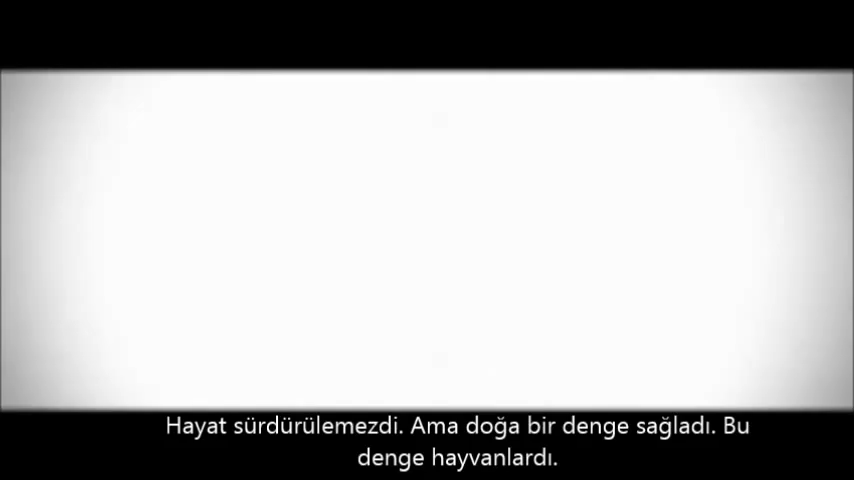 Hayat sürdürülemezdi. Ama doğa bir denge sağladı. Bu
denge hayvanlardı.